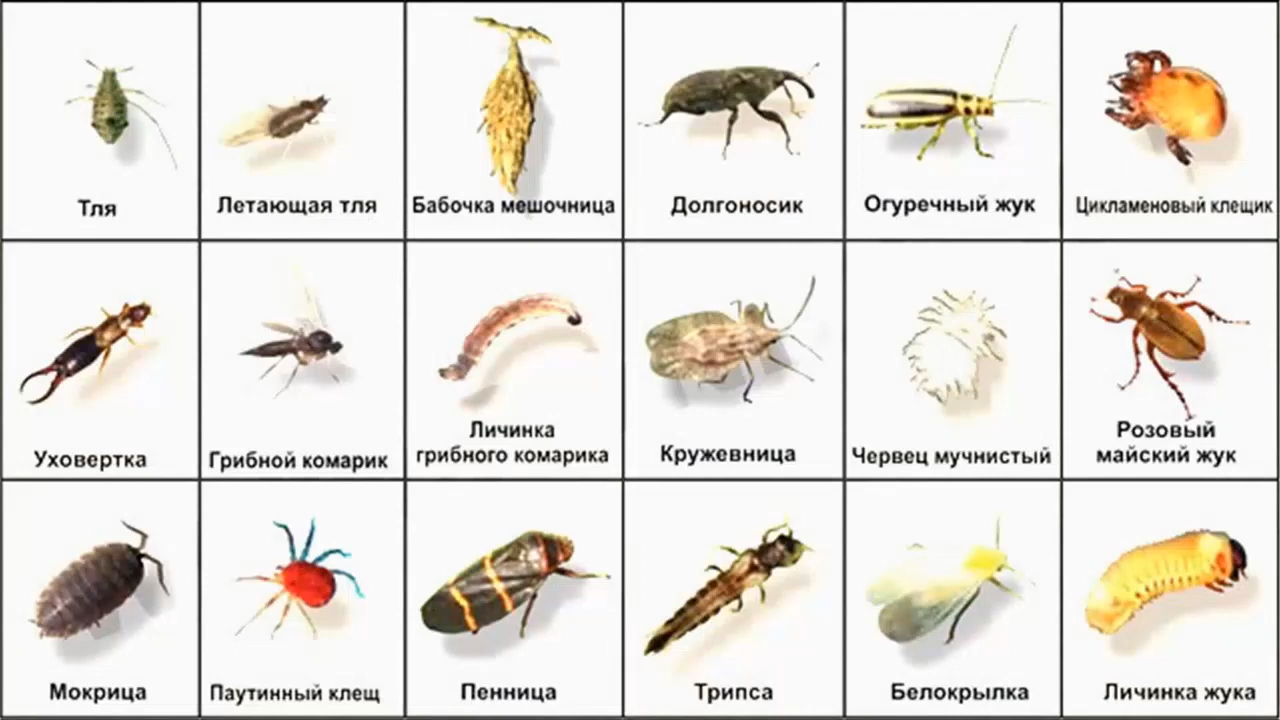 Тля
Летающая тля
Бабочка мешочница
Долгоносик
Огуречный жук
Цикламеновый клещик
Уховертка
Грибной комарик
Личинка
грибного комарика
Кружевница
Червец мучнистый
Розовый
майский жук
Мокрица
Паутинный клещ
Пенница
Трипса
Белокрылка
Личинка жука